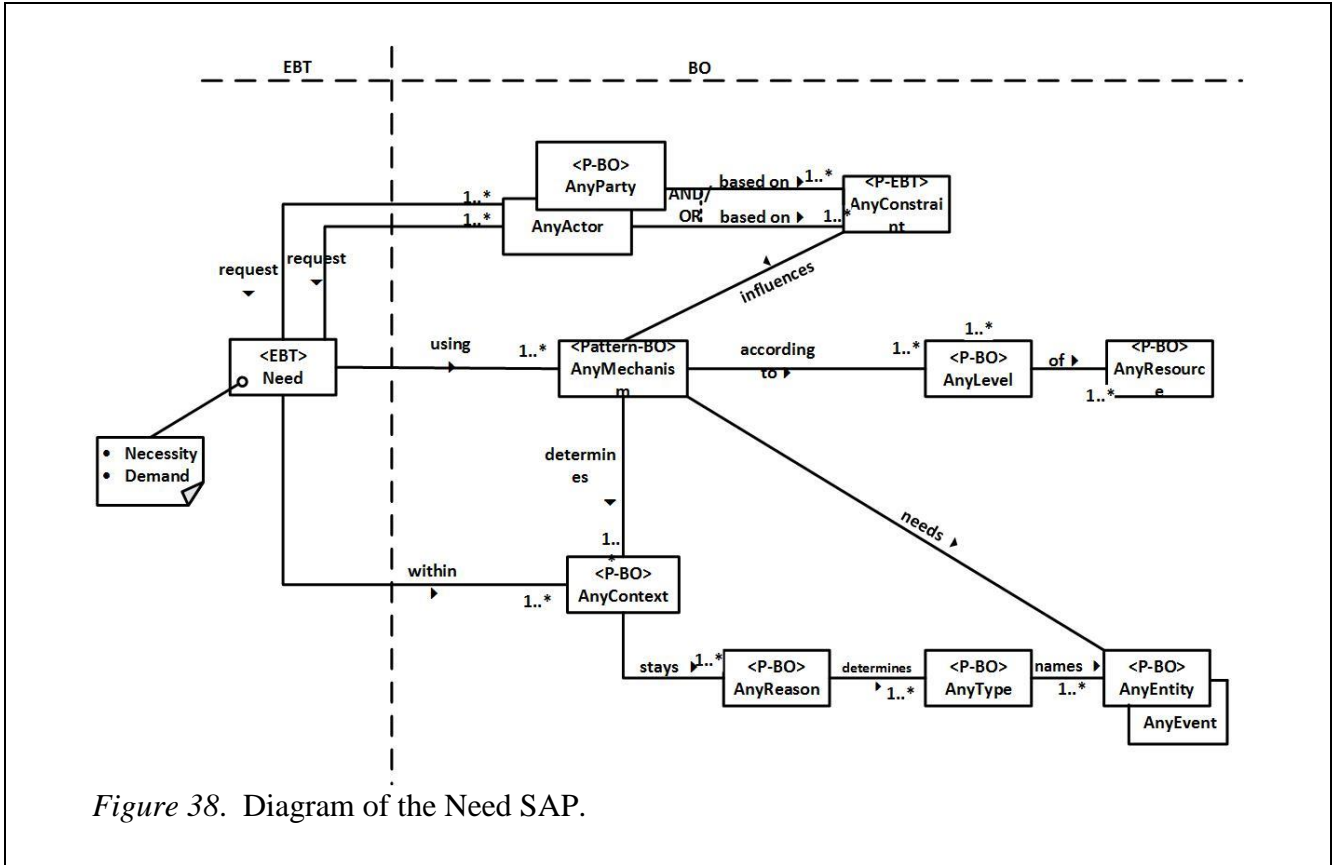 EBT
BO
<P-BO>
AnyParty
AnyActor
1..*
1..*
AND/
OR
based on
1..*
based on
1..*
<P-EBT>
AnyConstrai
nt
request
request
influences
<EBT>
Need
using
1..*
<Pattern-BO>
AnyMechanis
m
according
to
1..*
1..*
<P-BO>
AnyLevel
of
1..*
<P-BO>
AnyResourc
e
• Necessity
• Demand
determin
es
1..
*
needs
within
1..*
<P-BO>
AnyContext
stays
1..*
<P-BO>
AnyReason
determines
1..*
<P-BO>
AnyType
names
1..*
<P-BO>
AnyEntity
AnyEvent
Figure 38. Diagram of the Need SAP.